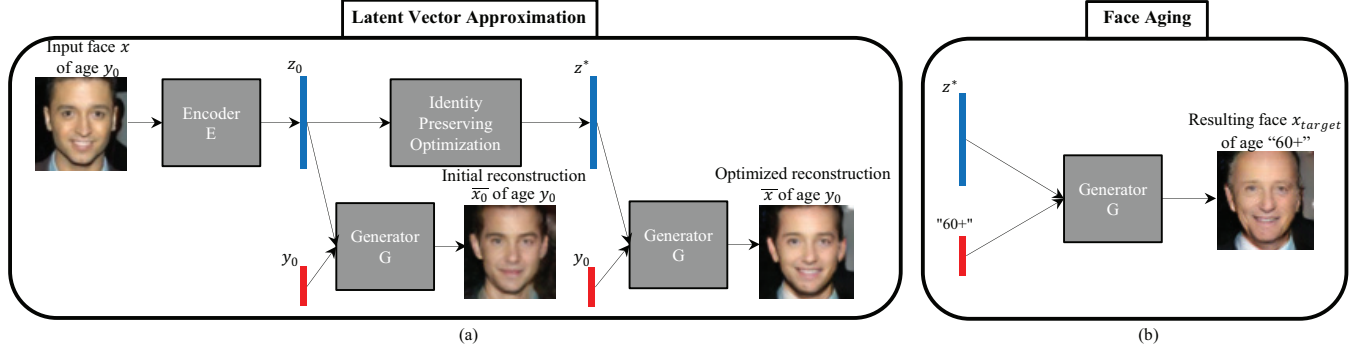 Latent Vector Approximation
Input face x
of age y₀
Encoder
E
z₀
Identity
Preserving
Optimization
z*
Initial reconstruction
x̅₀ of age y₀
Optimized reconstruction
x̅ of age y₀
y₀
Generator
G
y₀
Generator
G
(a)
Face Aging
z*
"60+"
Generator
G
Resulting face x_target
of age “60+”
(b)